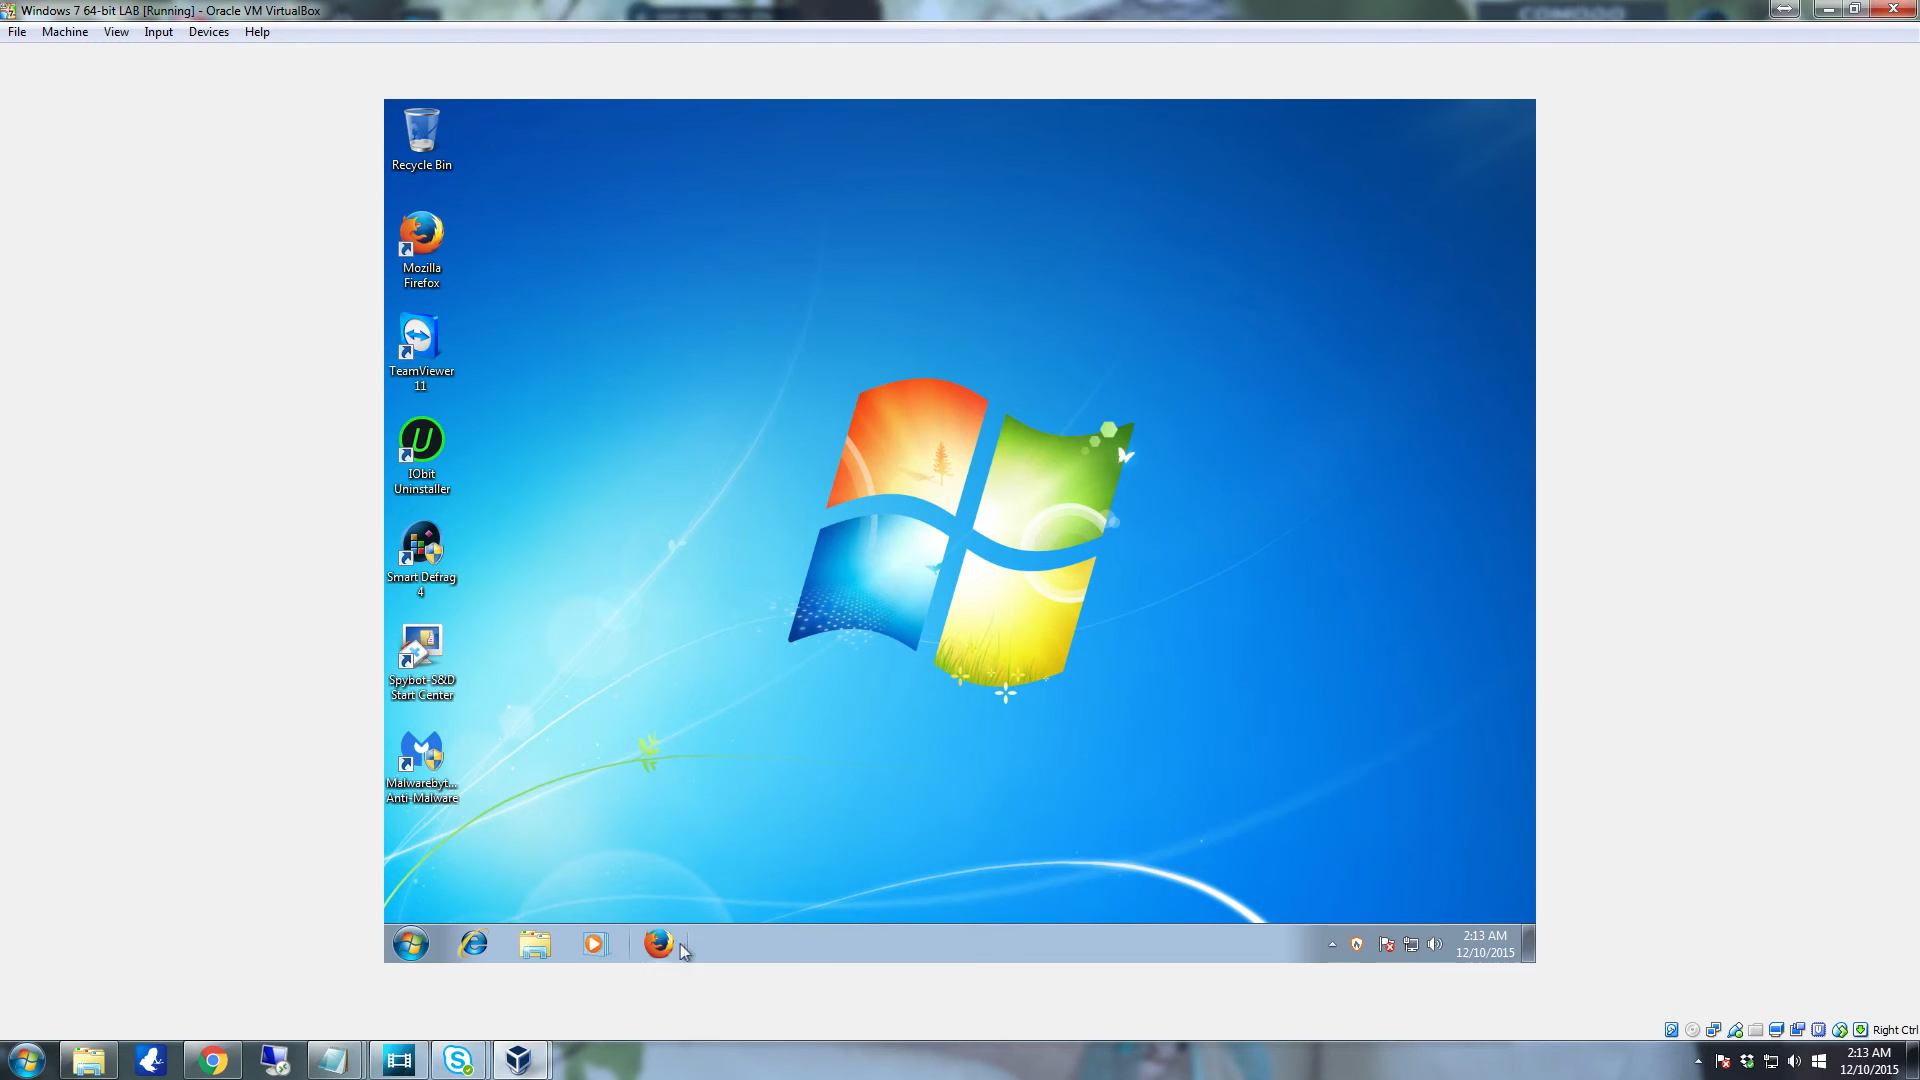 Windows 7 64-bit LAB [Running] - Oracle VM VirtualBox
COMODO
File Machine View Input Devices Help
Recycle Bin
Mozilla
Firefox
TeamViewer
11
IObit
Uninstaller
Smart Defrag
4
Spybot-S&D
Start Center
Malwarebyt...
Anti-Malware
2:13 AM
12/10/2015
Right Ctrl
2:13 AM
12/10/2015